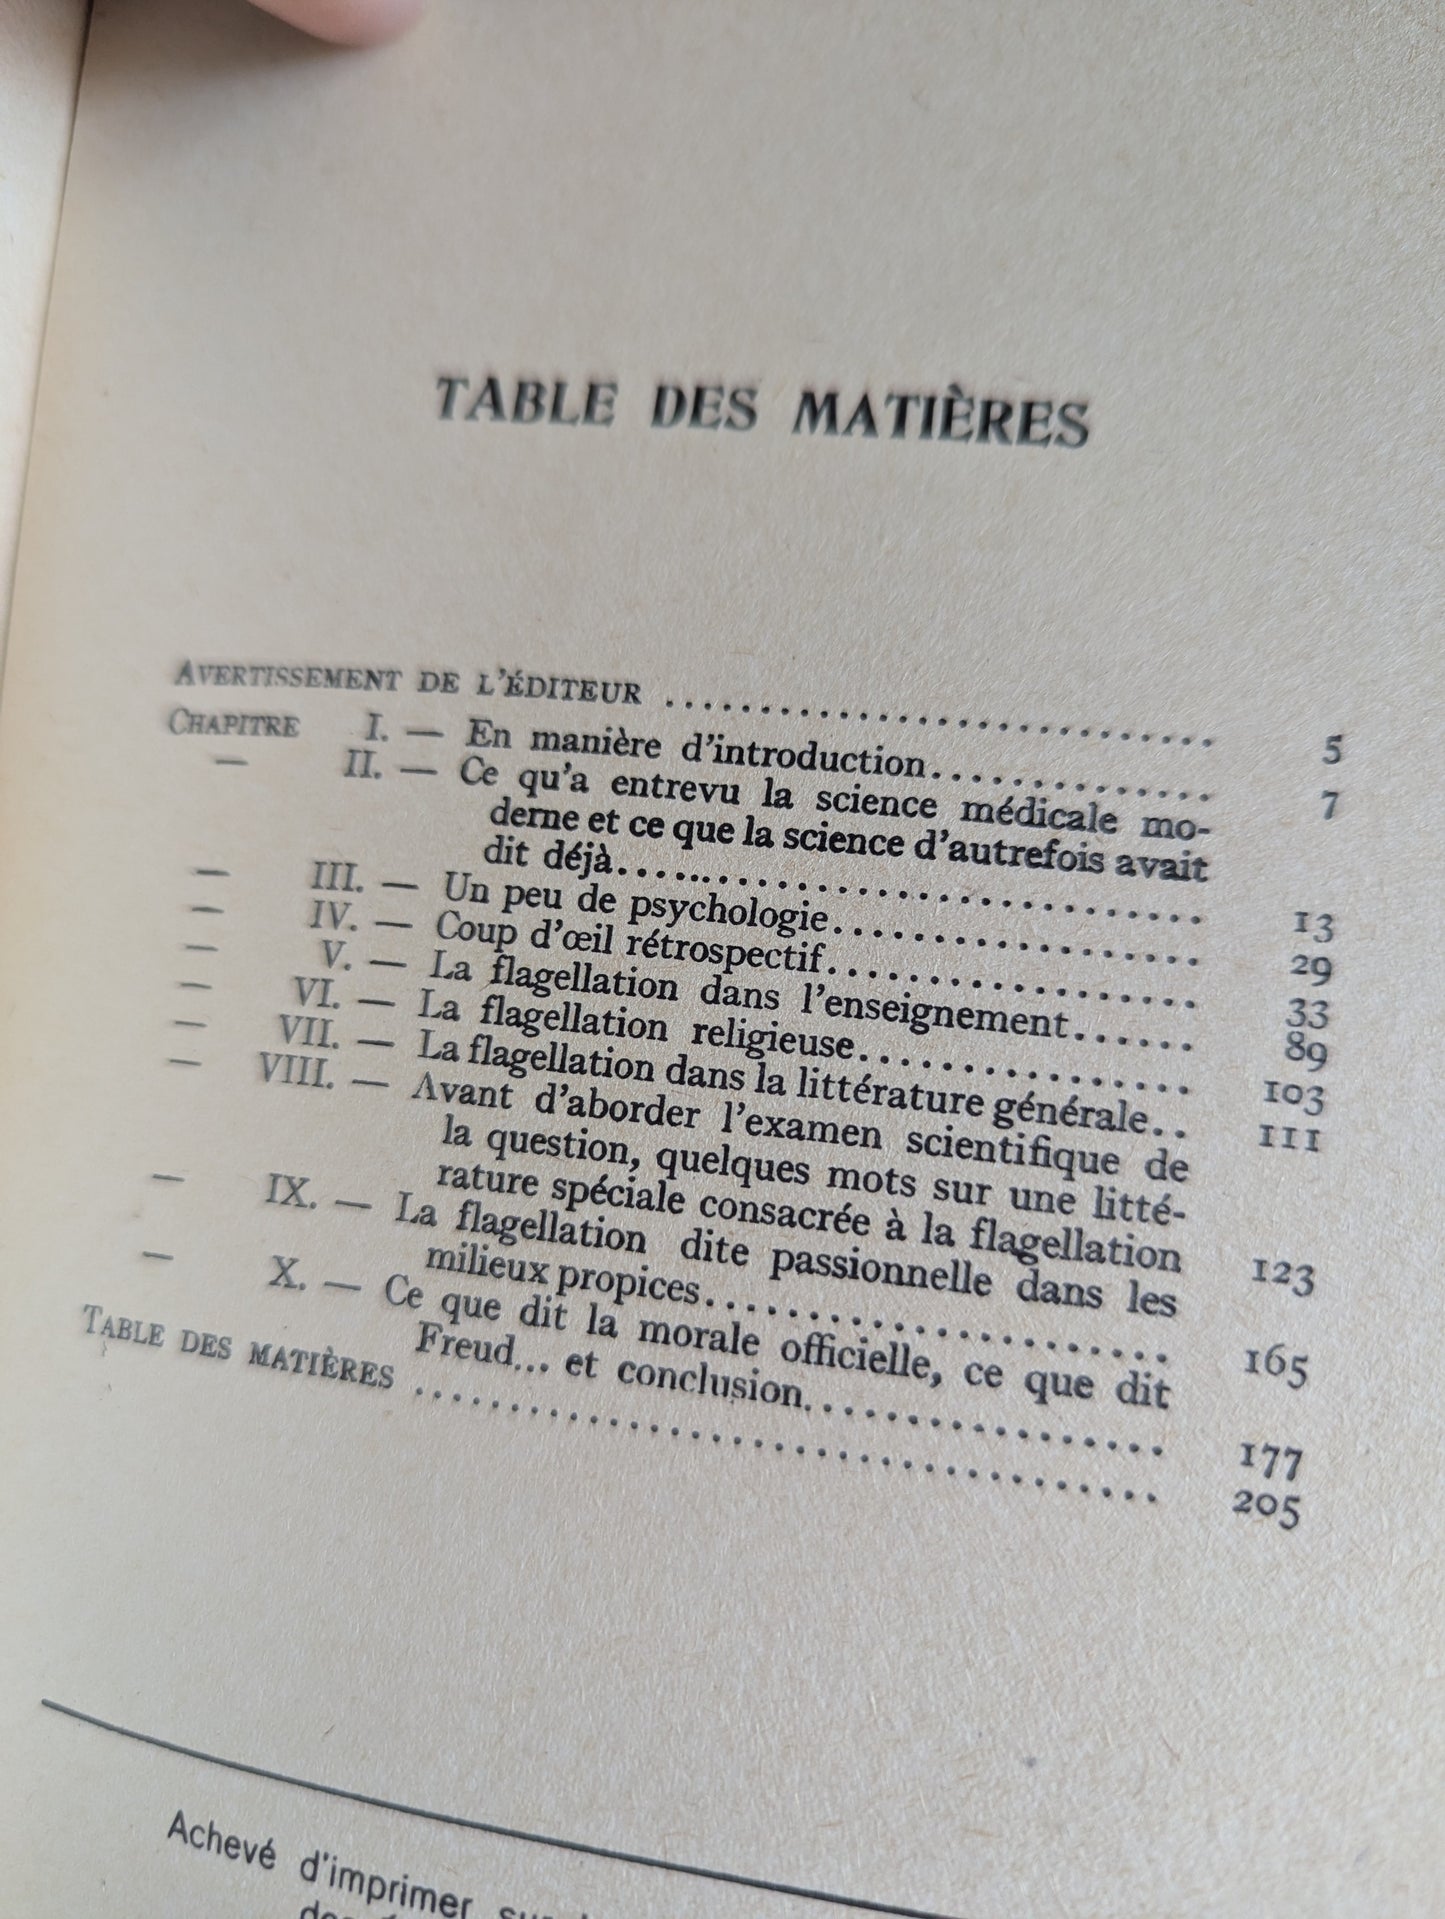 TABLE DES MATIÈRES
AVERTISSEMENT DE L'ÉDITEUR .............................. 5
CHAPITRE I. — En manière d'introduction............... 7
— II. — Ce qu'a entrevu la science médicale mo-
derne et ce que la science d'autrefois avait
dit déjà.............................. 13
— III. — Un peu de psychologie................... 29
— IV. — Coup d'œil rétrospectif................... 33
— V. — La flagellation dans l'enseignement...... 89
— VI. — La flagellation religieuse................ 103
— VII. — La flagellation dans la littérature générale.. 111
— VIII. — Avant d'aborder l'examen scientifique de
la question, quelques mots sur une litté-
rature spéciale consacrée à la flagellation 123
— IX. — La flagellation dite passionnelle dans les
milieux propices........................ 165
— X. — Ce que dit la morale officielle, ce que dit
Freud... et conclusion................... 177
TABLE DES MATIÈRES ........................................ 205
Achevé d'imprimer sur